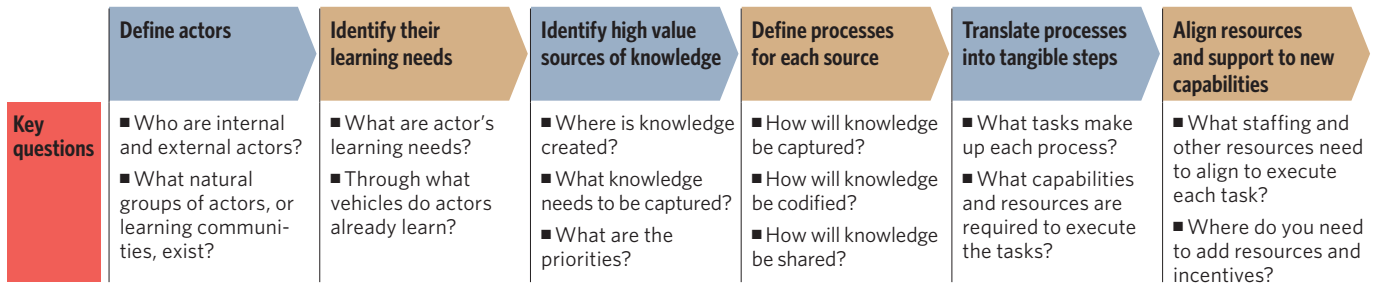 Define actors
Identify their
learning needs
Identify high value
sources of knowledge
Define processes
for each source
Translate processes
into tangible steps
Align resources
and support to new
capabilities
Key
questions
■ Who are internal
and external actors?
■ What natural
groups of actors, or
learning communi-
ties, exist?
■ What are actor’s
learning needs?
■ Through what
vehicles do actors
already learn?
■ Where is knowledge
created?
■ What knowledge
needs to be captured?
■ What are the
priorities?
■ How will knowledge
be captured?
■ How will knowledge
be codified?
■ How will knowledge
be shared?
■ What tasks make
up each process?
■ What capabilities
and resources are
required to execute
the tasks?
■ What staffing and
other resources need
to align to execute
each task?
■ Where do you need
to add resources and
incentives?